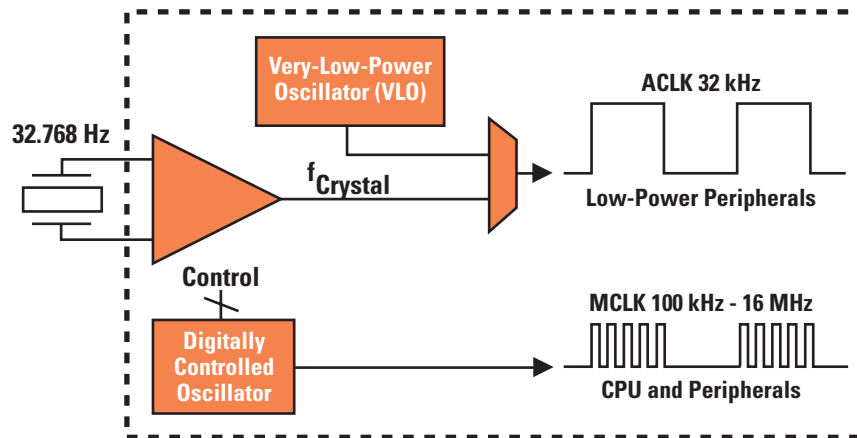 Very-Low-Power
Oscillator (VLO)
ACLK 32 kHz
32.768 Hz
fCrystal
Low-Power Peripherals
Control
MCLK 100 kHz - 16 MHz
Digitally
Controlled
Oscillator
CPU and Peripherals